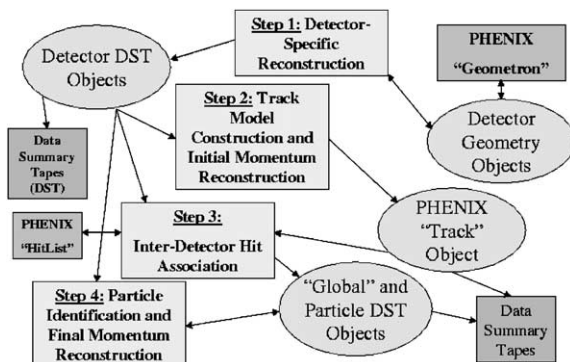 Step 1: Detector-
Specific
Reconstruction
Detector DST
Objects
PHENIX
“Geometron”
Step 2: Track
Model
Construction and
Initial Momentum
Reconstruction
Data
Summary
Tapes
(DST)
Detector
Geometry
Objects
PHENIX
“HitList”
Step 3:
Inter-Detector Hit
Association
PHENIX
“Track”
Object
Step 4: Particle
Identification and
Final Momentum
Reconstruction
“Global” and
Particle DST
Objects
Data
Summary
Tapes